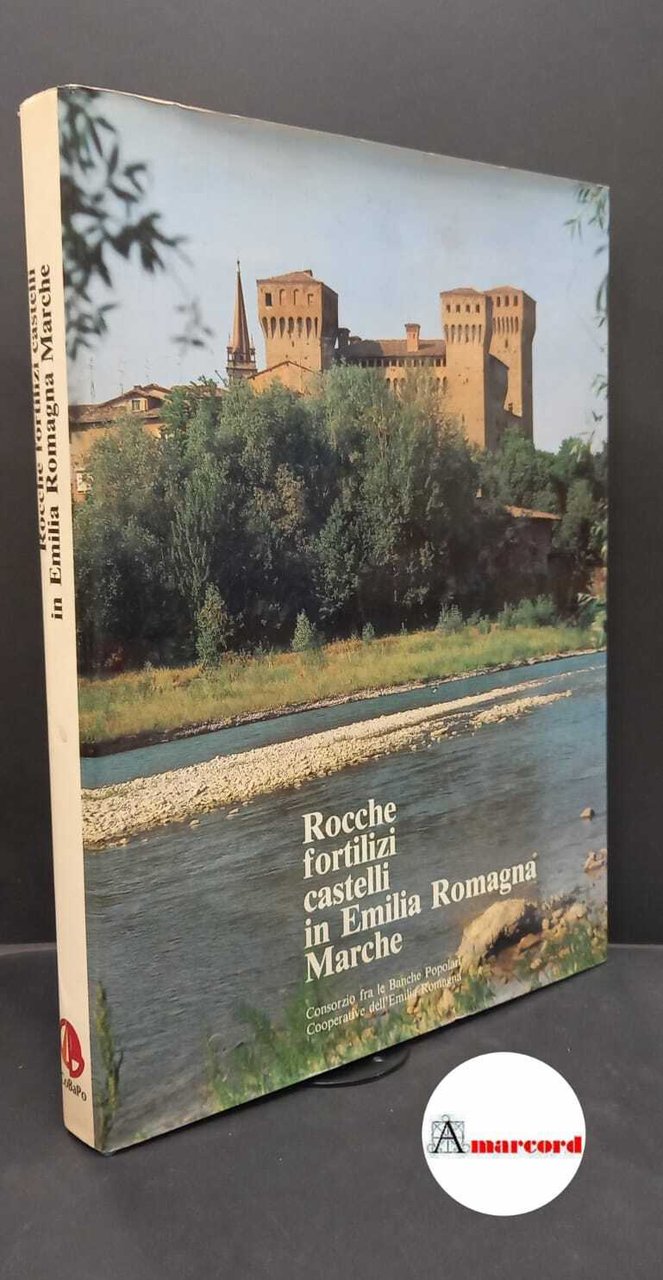 Rocche fortilizi castelli
in Emilia Romagna Marche
CoBaPo
Rocche
fortilizi
castelli
in Emilia Romagna
Marche
Consorzio fra le Banche Popolari
Cooperative dell'Emilia Romagna
Amarcord